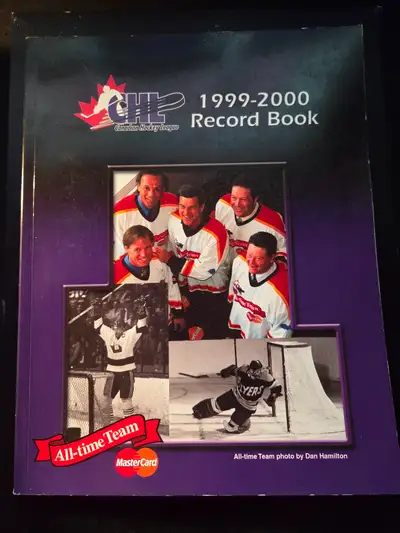 CHL
Canadian Hockey League
1999-2000
Record Book
All-time Team
MasterCard
FLYERS
All-time Team photo by Dan Hamilton